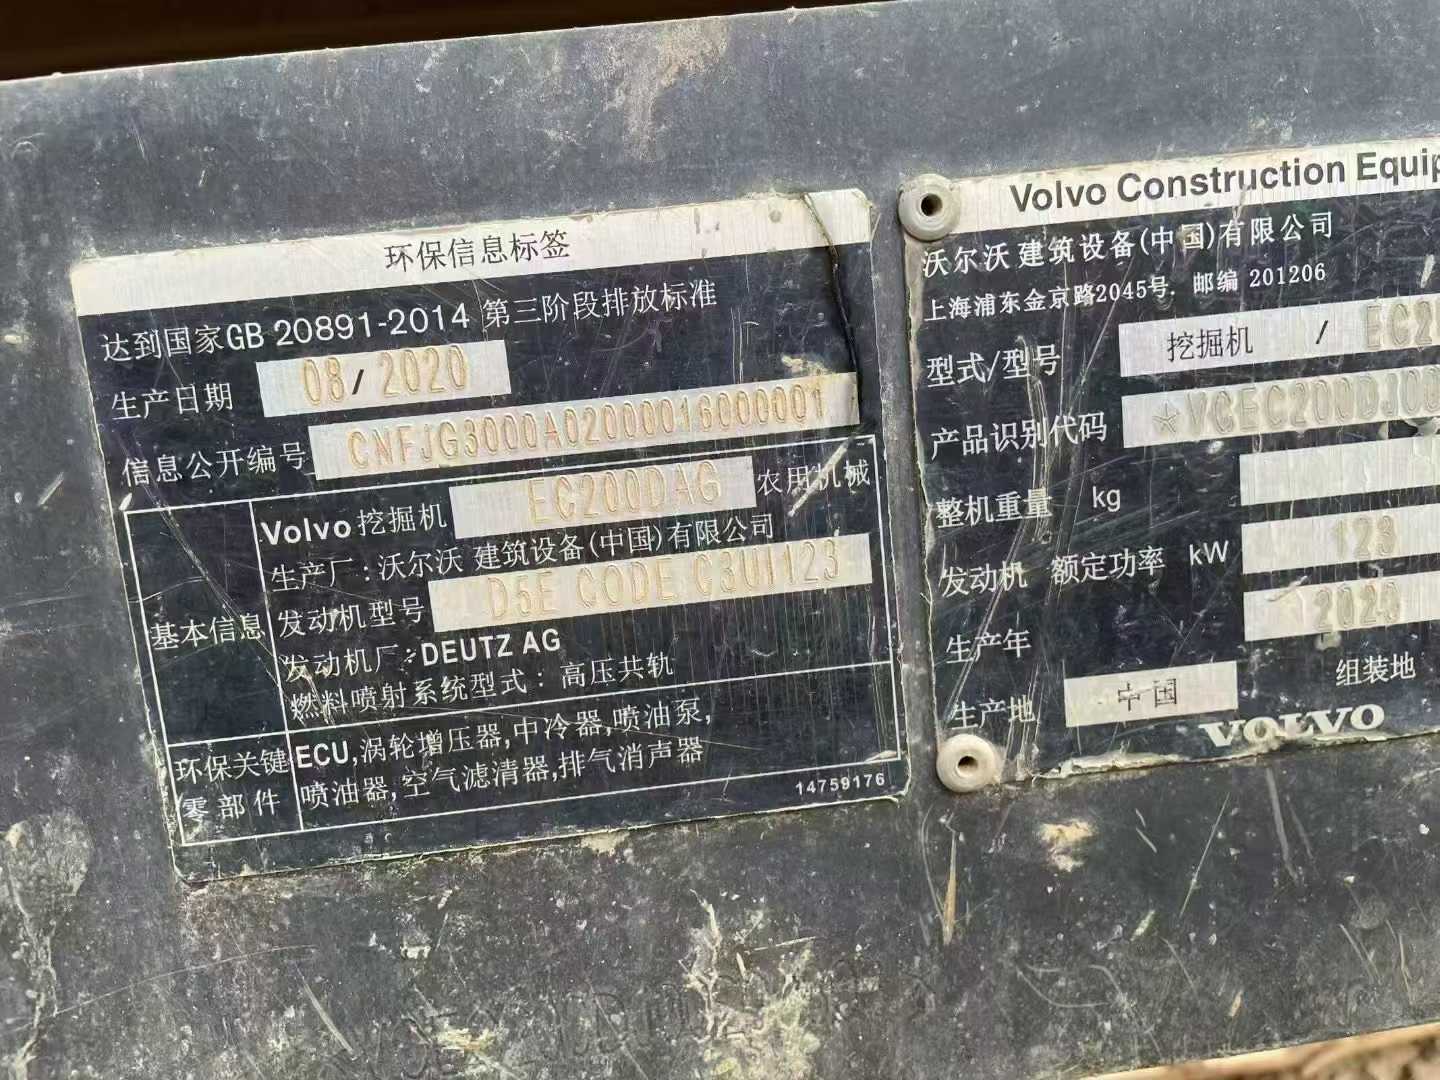 环保信息标签
达到国家GB 20891-2014 第三阶段排放标准
生产日期 08/2020
信息公开编号 CNFJG3000A02000016000001
基本信息
Volvo 挖掘机 EC200DAG 农用机械
生产厂:沃尔沃 建筑设备(中国)有限公司
发动机型号 D5E CODE C3UI123
发动机厂:DEUTZ AG
燃料喷射系统型式:高压共轨
环保关键
零部件
ECU,涡轮增压器,中冷器,喷油泵,
喷油器,空气滤清器,排气消声器
14759176
Volvo Construction Equip
沃尔沃 建筑设备(中国)有限公司
上海浦东金京路2045号. 邮编 201206
型式/型号 挖掘机 / EC2
产品识别代码 *VCEC200DJ00
整机重量 kg
发动机 额定功率 kW 123
生产年 2020
生产地 中国 组装地
VOLVO